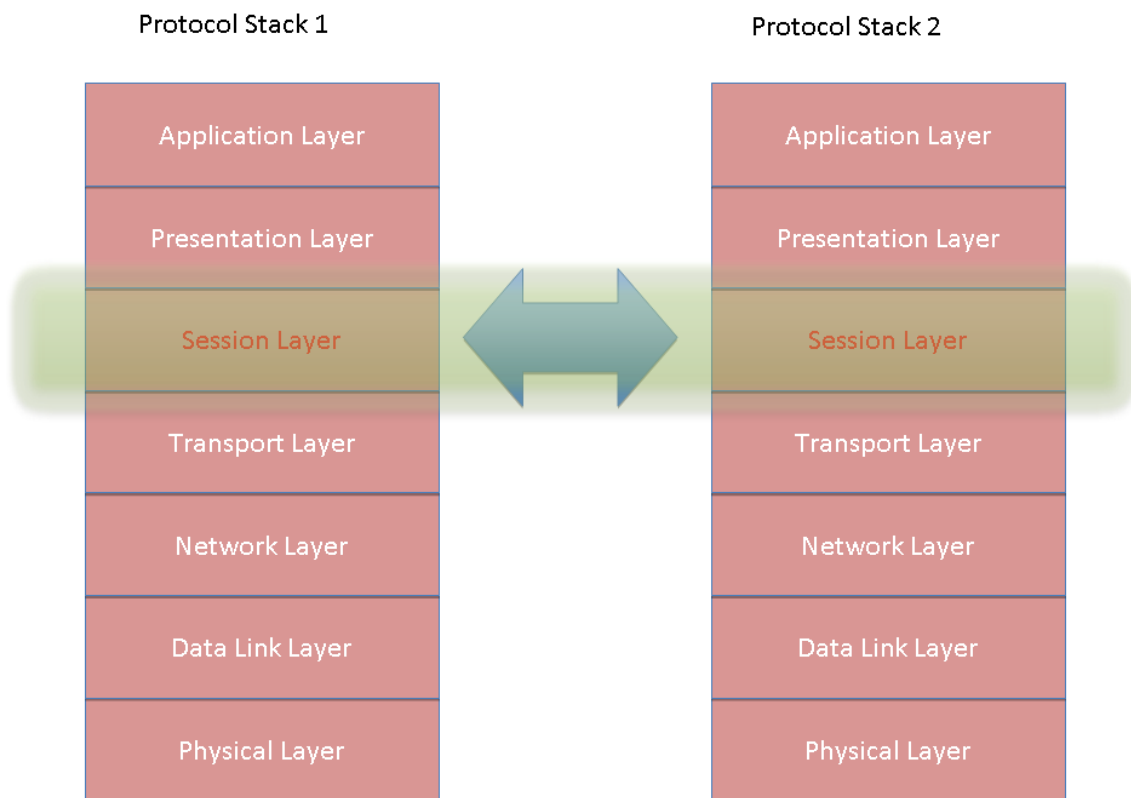 Protocol Stack 1
Protocol Stack 2
Application Layer
Application Layer
Presentation Layer
Presentation Layer
Session Layer
Session Layer
Transport Layer
Transport Layer
Network Layer
Network Layer
Data Link Layer
Data Link Layer
Physical Layer
Physical Layer